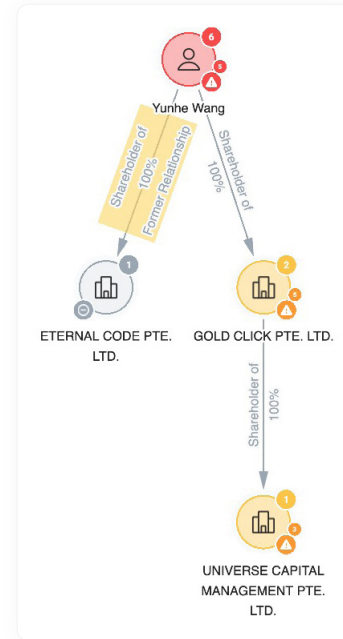 6
5
Yunhe Wang
Shareholder of
100%
Former Relationship
Shareholder of
100%
1
2
5
ETERNAL CODE PTE.
LTD.
GOLD CLICK PTE. LTD.
Shareholder of
100%
1
3
UNIVERSE CAPITAL
MANAGEMENT PTE.
LTD.